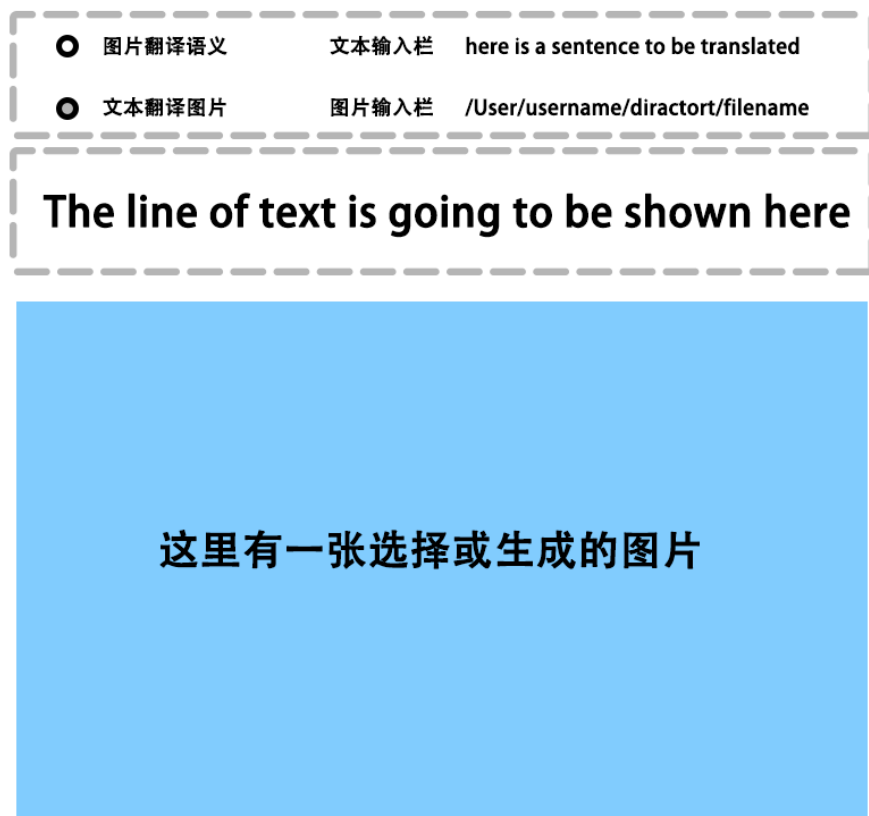 图片翻译语义 文本输入栏 here is a sentence to be translated
文本翻译图片 图片输入栏 /User/username/diractort/filename
The line of text is going to be shown here
这里有一张选择或生成的图片